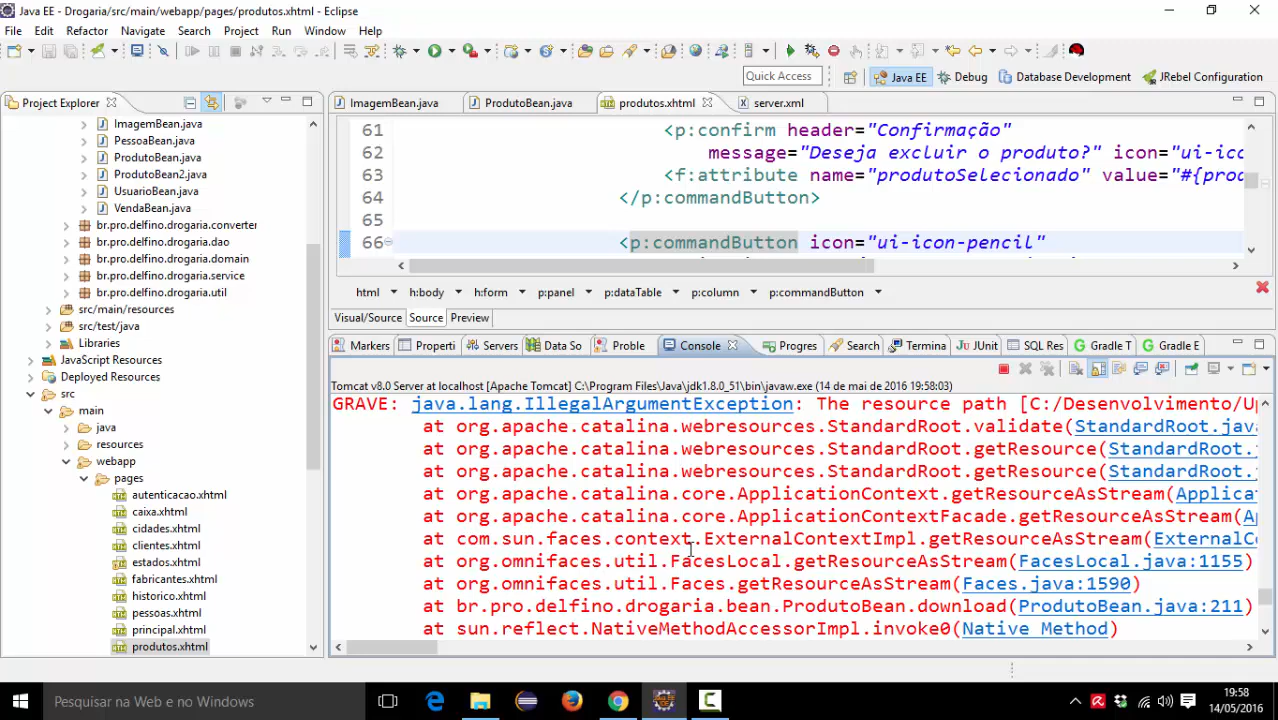 Java EE - Drogaria/src/main/webapp/pages/produtos.xhtml - Eclipse
File Edit Refactor Navigate Search Project Run Window Help
Quick Access
Java EE Debug Database Development JRebel Configuration
Project Explorer
ImagemBean.java
PessoaBean.java
ProdutoBean.java
ProdutoBean2.java
UsuarioBean.java
VendaBean.java
br.pro.delfino.drogaria.converter
br.pro.delfino.drogaria.dao
br.pro.delfino.drogaria.domain
br.pro.delfino.drogaria.service
br.pro.delfino.drogaria.util
src/main/resources
src/test/java
Libraries
JavaScript Resources
Deployed Resources
src
main
java
resources
webapp
pages
autenticacao.xhtml
caixa.xhtml
cidades.xhtml
clientes.xhtml
estados.xhtml
fabricantes.xhtml
historico.xhtml
pessoas.xhtml
principal.xhtml
produtos.xhtml
ImagemBean.java ProdutoBean.java produtos.xhtml server.xml
61 <p:confirm header="Confirmação"
62 message="Deseja excluir o produto?" icon="ui-ico
63 <f:attribute name="produtoSelecionado" value="#{prod
64 </p:commandButton>
65
66 <p:commandButton icon="ui-icon-pencil"
html h:body h:form p:panel p:dataTable p:column p:commandButton
Visual/Source Source Preview
Markers Properti Servers Data So Proble Console Progres Search Termina JUnit SQL Res Gradle T Gradle E
Tomcat v8.0 Server at localhost [Apache Tomcat] C:\Program Files\Java\jdk1.8.0_51\bin\javaw.exe (14 de mai de 2016 19:58:03)
GRAVE: java.lang.IllegalArgumentException: The resource path [C:/Desenvolvimento/Up
at org.apache.catalina.webresources.StandardRoot.validate(StandardRoot.java
at org.apache.catalina.webresources.StandardRoot.getResource(StandardRoot.
at org.apache.catalina.webresources.StandardRoot.getResource(StandardRoot.
at org.apache.catalina.core.ApplicationContext.getResourceAsStream(Applicat
at org.apache.catalina.core.ApplicationContextFacade.getResourceAsStream(Ap
at com.sun.faces.context.ExternalContextImpl.getResourceAsStream(ExternalCo
at org.omnifaces.util.FacesLocal.getResourceAsStream(FacesLocal.java:1155)
at org.omnifaces.util.Faces.getResourceAsStream(Faces.java:1590)
at br.pro.delfino.drogaria.bean.ProdutoBean.download(ProdutoBean.java:211)
at sun.reflect.NativeMethodAccessorImpl.invoke0(Native Method)
Pesquisar na Web e no Windows
19:58
14/05/2016